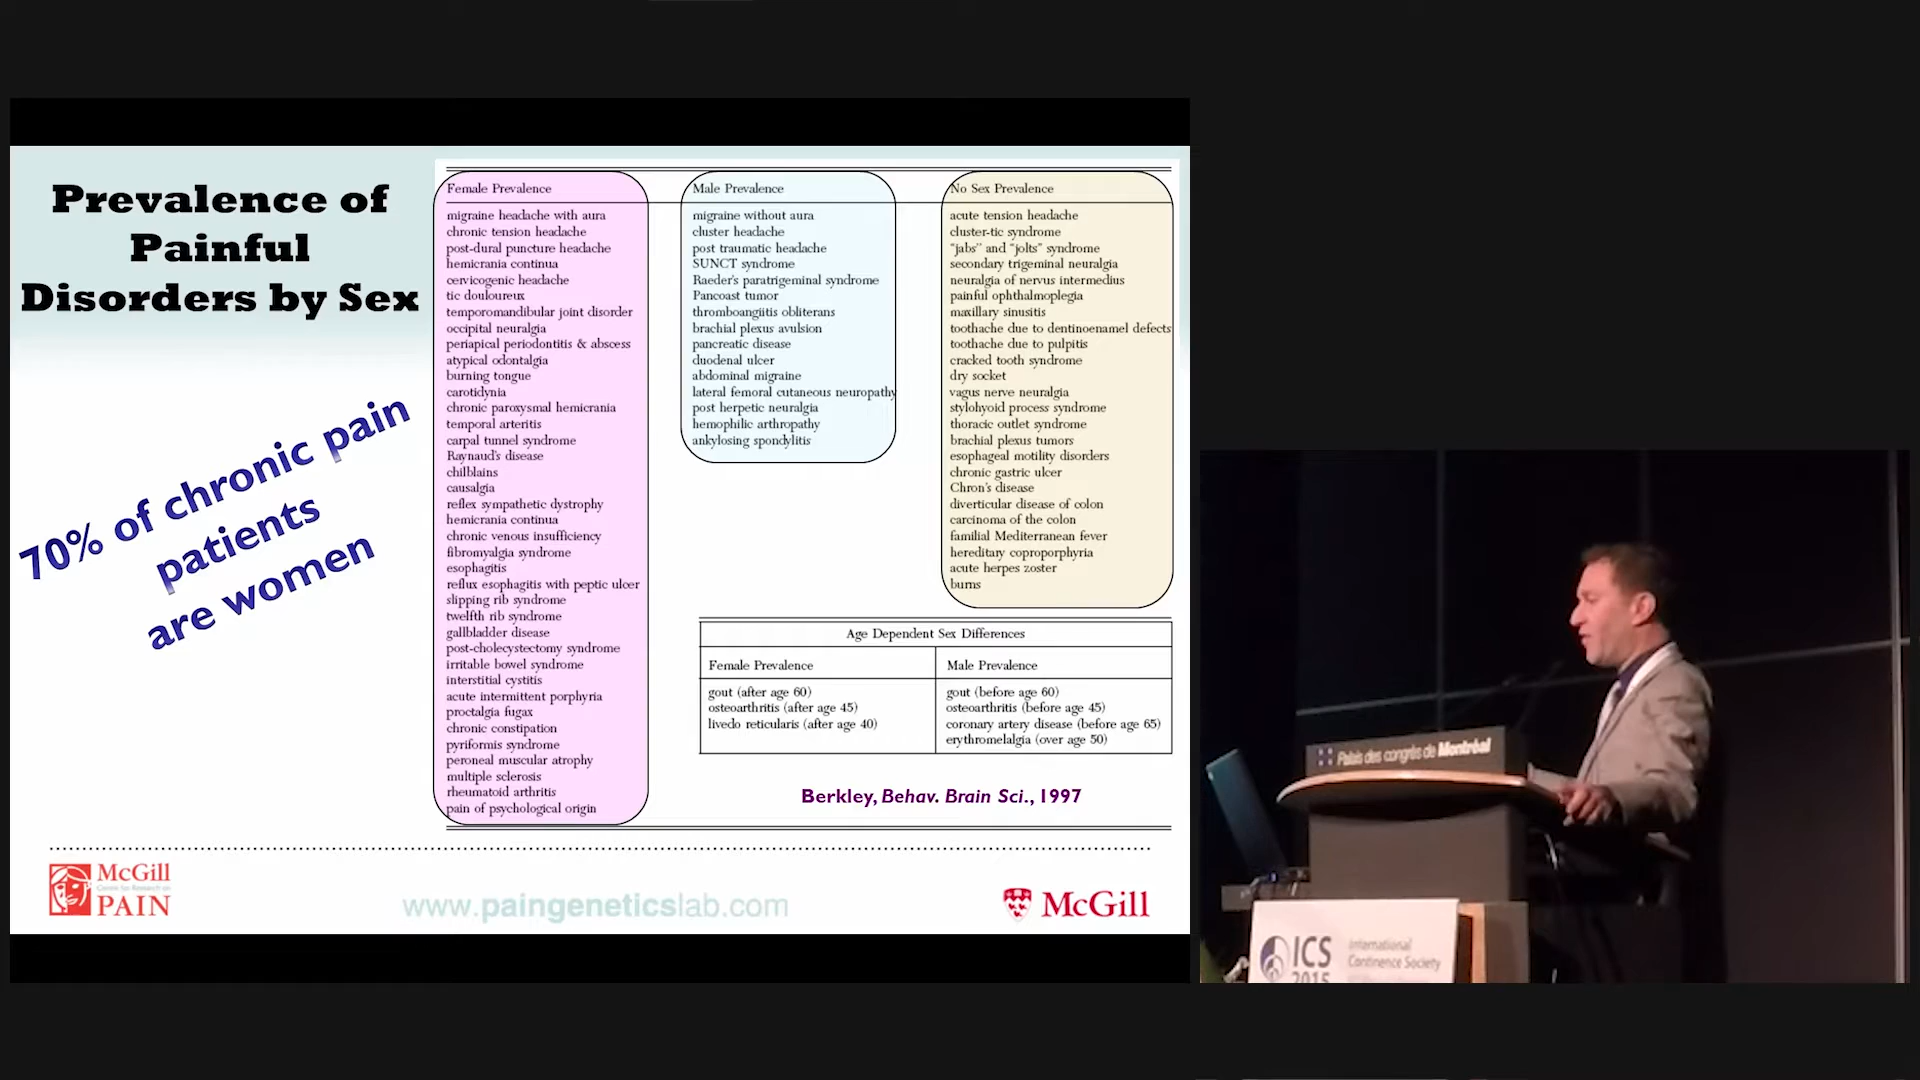 Prevalence of
Painful
Disorders by Sex
70% of chronic pain
patients
are women
Female Prevalence
migraine headache with aura
chronic tension headache
post-dural puncture headache
hemicrania continua
cervicogenic headache
tic douloureux
temporomandibular joint disorder
occipital neuralgia
periapical periodontitis & abscess
atypical odontalgia
burning tongue
carotidynia
chronic paroxysmal hemicrania
temporal arteritis
carpal tunnel syndrome
Raynaud's disease
chilblains
causalgia
reflex sympathetic dystrophy
hemicrania continua
chronic venous insufficiency
fibromyalgia syndrome
esophagitis
reflux esophagitis with peptic ulcer
slipping rib syndrome
twelfth rib syndrome
gallbladder disease
post-cholecystectomy syndrome
irritable bowel syndrome
interstitial cystitis
acute intermittent porphyria
proctalgia fugax
chronic constipation
pyriformis syndrome
peroneal muscular atrophy
multiple sclerosis
rheumatoid arthritis
pain of psychological origin
Male Prevalence
migraine without aura
cluster headache
post traumatic headache
SUNCT syndrome
Raeder's paratrigeminal syndrome
Pancoast tumor
thromboangiitis obliterans
brachial plexus avulsion
pancreatic disease
duodenal ulcer
abdominal migraine
lateral femoral cutaneous neuropathy
post herpetic neuralgia
hemophilic arthropathy
ankylosing spondylitis
No Sex Prevalence
acute tension headache
cluster-tic syndrome
"jabs" and "jolts" syndrome
secondary trigeminal neuralgia
neuralgia of nervus intermedius
painful ophthalmoplegia
maxillary sinusitis
toothache due to dentinoenamel defects
toothache due to pulpitis
cracked tooth syndrome
dry socket
vagus nerve neuralgia
stylohyoid process syndrome
thoracic outlet syndrome
brachial plexus tumors
esophageal motility disorders
chronic gastric ulcer
Chron's disease
diverticular disease of colon
carcinoma of the colon
familial Mediterranean fever
hereditary coproporphyria
acute herpes zoster
burns
Age Dependent Sex Differences
Female Prevalence
gout (after age 60)
osteoarthritis (after age 45)
livedo reticularis (after age 40)
Male Prevalence
gout (before age 60)
osteoarthritis (before age 45)
coronary artery disease (before age 65)
erythromelalgia (over age 50)
Berkley, Behav. Brain Sci., 1997
McGill
Centre for Research on
PAIN
www.paingeneticslab.com
McGill
Palais des congrès de Montréal
ICS
2015
International
Continence Society